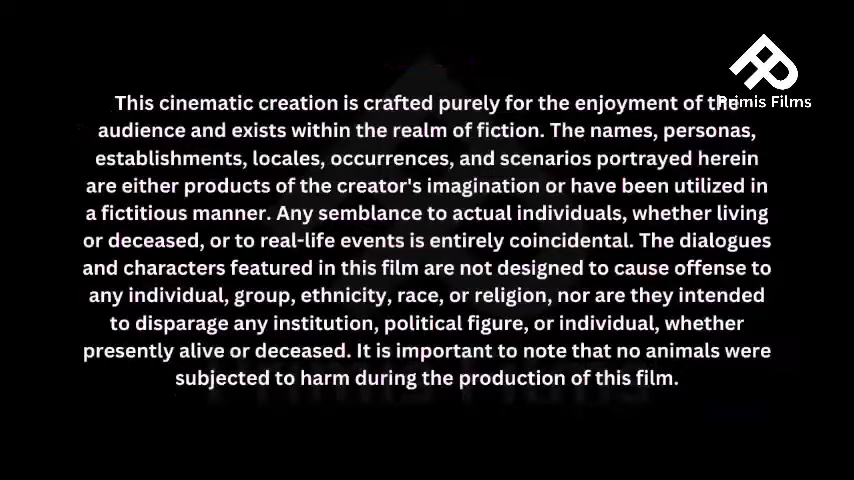 Primis Films
This cinematic creation is crafted purely for the enjoyment of the
audience and exists within the realm of fiction. The names, personas,
establishments, locales, occurrences, and scenarios portrayed herein
are either products of the creator's imagination or have been utilized in
a fictitious manner. Any semblance to actual individuals, whether living
or deceased, or to real-life events is entirely coincidental. The dialogues
and characters featured in this film are not designed to cause offense to
any individual, group, ethnicity, race, or religion, nor are they intended
to disparage any institution, political figure, or individual, whether
presently alive or deceased. It is important to note that no animals were
subjected to harm during the production of this film.